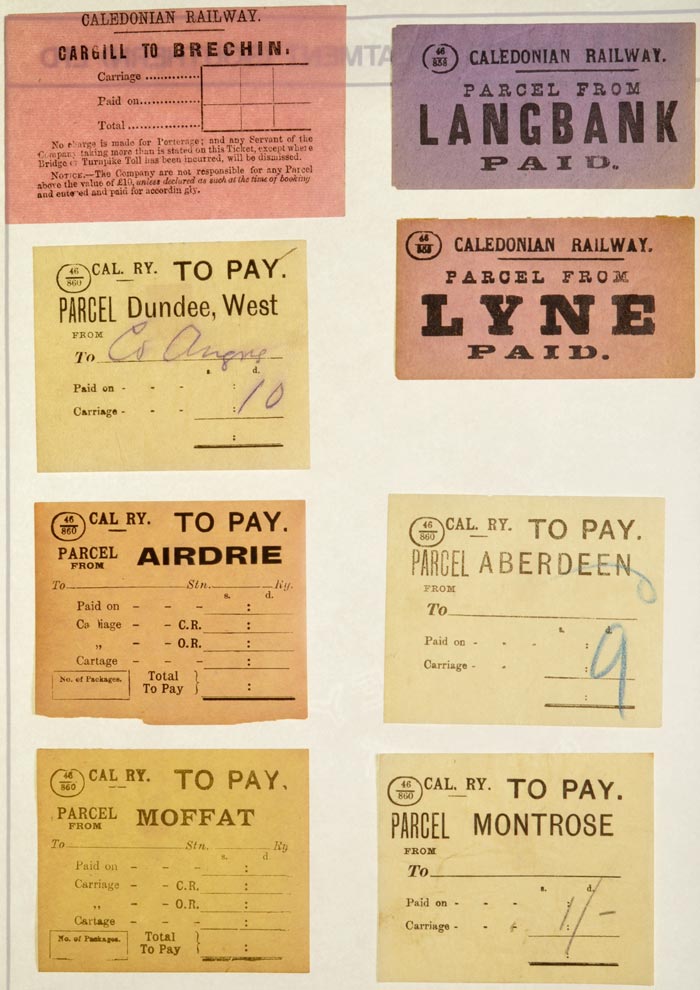 CALEDONIAN RAILWAY.
CARGILL TO BRECHIN.
Carriage ..............
Paid on...............
Total ..................
No charge is made for Porterage; and any Servant of the
Company taking more than is stated on this Ticket, except where
Bridge or Turnpike Toll has been incurred, will be dismissed.
NOTICE.—The Company are not responsible for any Parcel
above the value of £10, unless declared as such at the time of booking
and entered and paid for accordin gly.
CALEDONIAN RAILWAY.
PARCEL FROM
LANGBANK
PAID.
CALEDONIAN RAILWAY.
PARCEL FROM
LYNE
PAID.
46/860 CAL. RY. TO PAY.
PARCEL Dundee, West
FROM
To Co Angus
s. d.
Paid on - - - :
Carriage - - - : 10
:
46/860 CAL RY. TO PAY.
PARCEL FROM AIRDRIE
To Stn. Ry.
s. d.
Paid on - - - :
Ca riage - - C.R. :
„ - - O.R. :
Cartage - - - :
No. of Packages. Total To Pay } :
46/860 CAL. RY. TO PAY.
PARCEL ABERDEEN
FROM
To
s. d.
Paid on - - - :
Carriage - - 9
:
46/860 CAL RY. TO PAY.
PARCEL FROM MOFFAT
To Stn. Ry
s. d
Paid on - - - :
Carriage - - C.R. :
„ - - O.R. :
Cartage - - - :
No. of Packages. Total To Pay } :
46/860 CAL. RY. TO PAY.
PARCEL MONTROSE
FROM
To
s. d.
Paid on - - - :
Carriage - - - 1/-
: